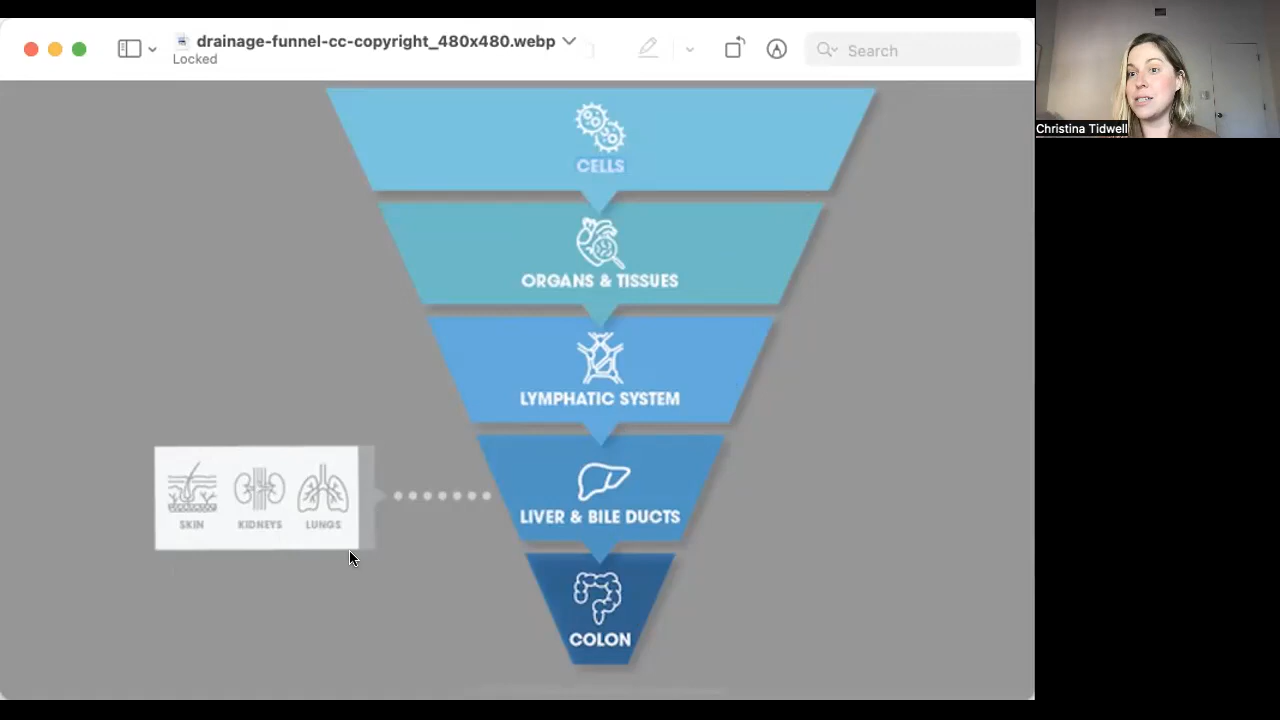 drainage-funnel-cc-copyright_480x480.webp
Locked
Search
Christina Tidwell
CELLS
ORGANS & TISSUES
LYMPHATIC SYSTEM
SKIN KIDNEYS LUNGS
LIVER & BILE DUCTS
COLON